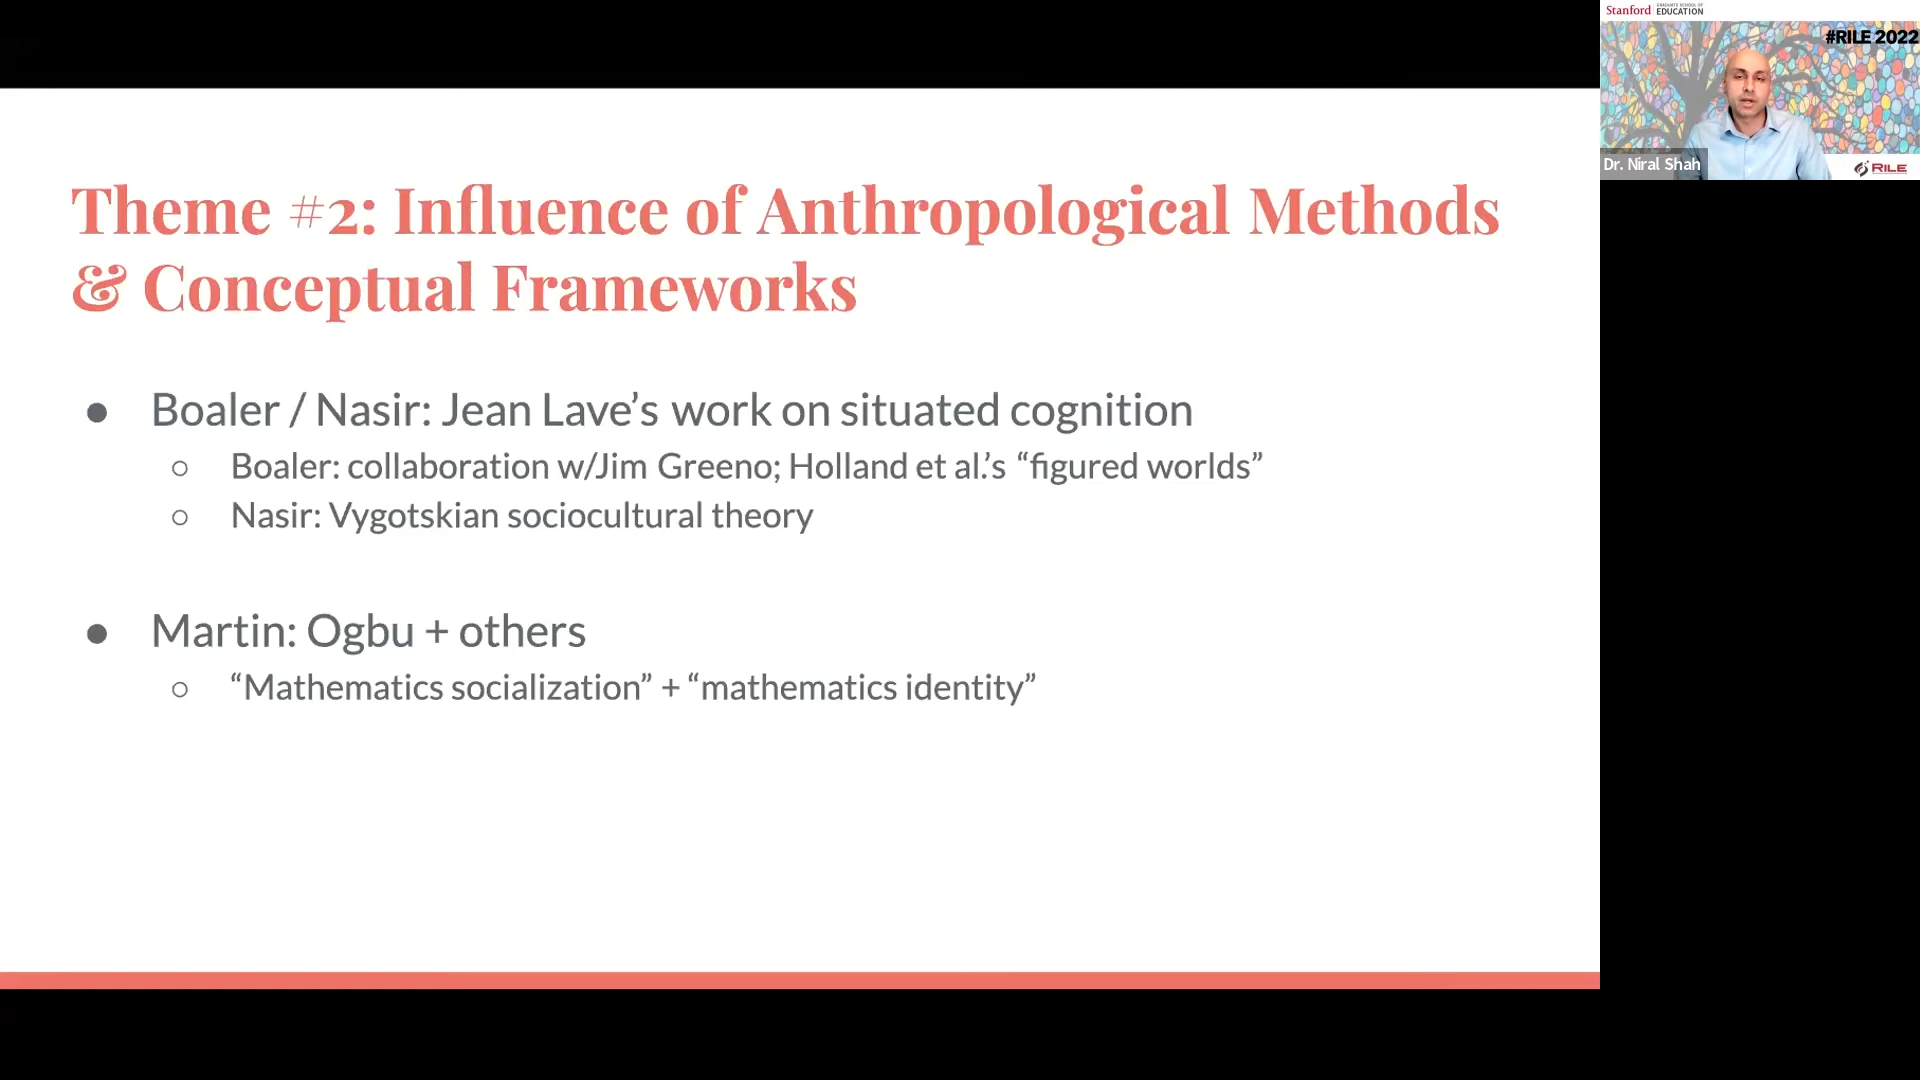 Theme #2: Influence of Anthropological Methods
& Conceptual Frameworks
● Boaler / Nasir: Jean Lave’s work on situated cognition
○ Boaler: collaboration w/Jim Greeno; Holland et al.’s “figured worlds”
○ Nasir: Vygotskian sociocultural theory
● Martin: Ogbu + others
○ “Mathematics socialization” + “mathematics identity”
Stanford
GRADUATE SCHOOL OF
EDUCATION
#RILE 2022
Dr. Niral Shah
RILE